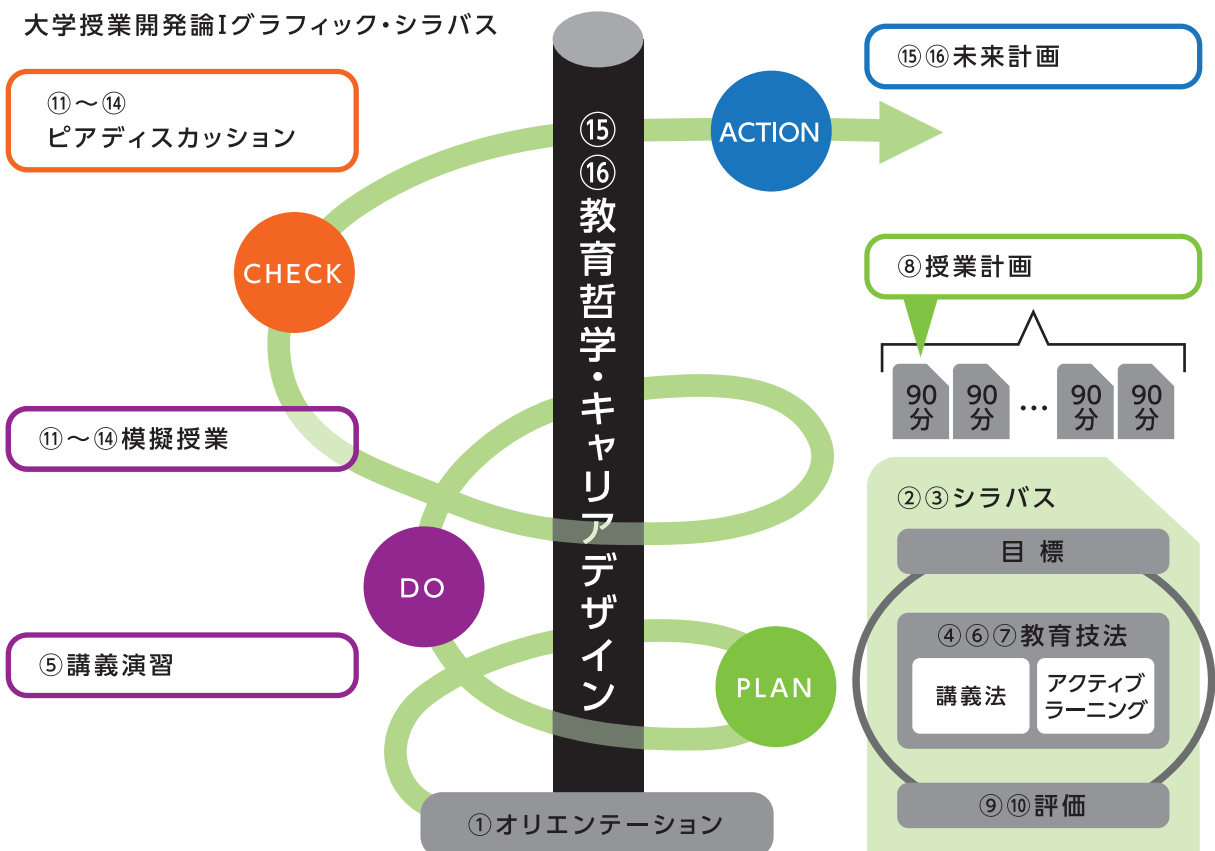 大学授業開発論Iグラフィック・シラバス
⑪～⑭
ピアディスカッション
⑮⑯教育哲学・キャリアデザイン
ACTION
⑮⑯未来計画
CHECK
⑧授業計画
90
分
90
分
…
90
分
90
分
⑪～⑭模擬授業
②③シラバス
目 標
DO
④⑥⑦教育技法
講義法
アクティブ
ラーニング
⑤講義演習
PLAN
⑨⑩評価
①オリエンテーション